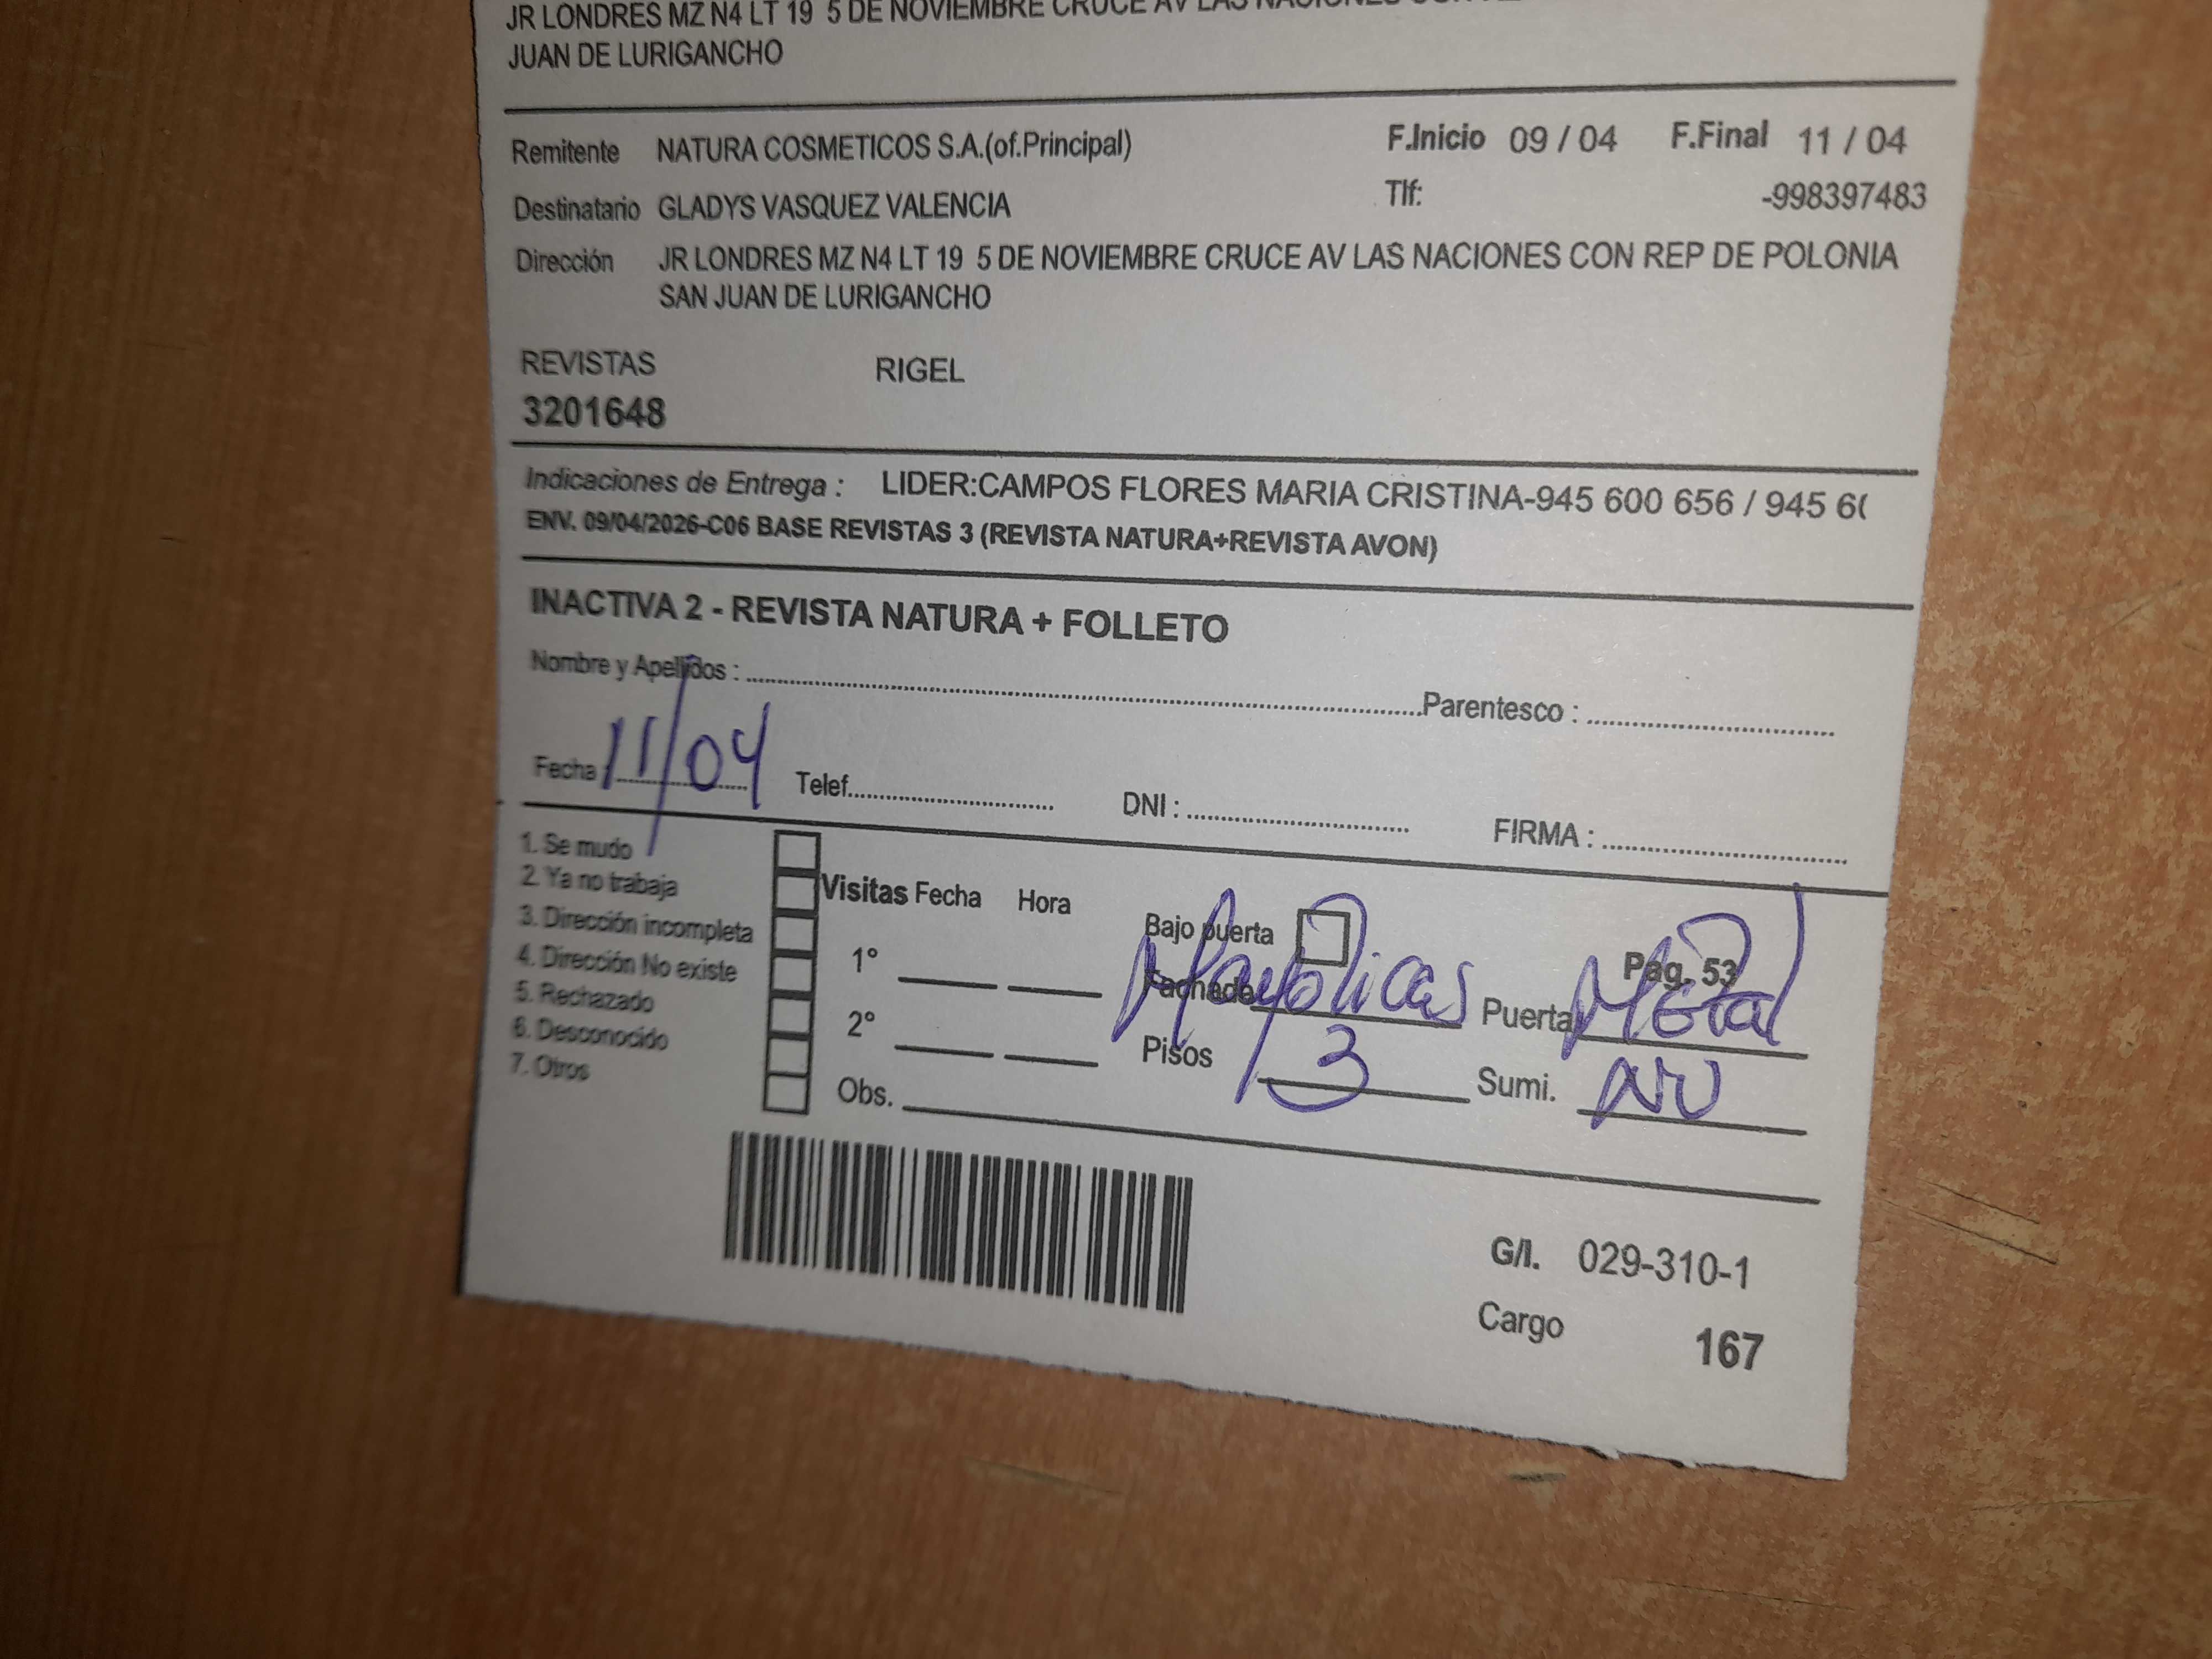 JR LONDRES MZ N4 LT 19 5 DE NOVIEMBRE CRUCE AV LAS NACIONES
JUAN DE LURIGANCHO
Remitente NATURA COSMETICOS S.A.(of.Principal) F.Inicio 09 / 04 F.Final 11 / 04
Destinatario GLADYS VASQUEZ VALENCIA Tlf: -998397483
Dirección JR LONDRES MZ N4 LT 19 5 DE NOVIEMBRE CRUCE AV LAS NACIONES CON REP DE POLONIA
SAN JUAN DE LURIGANCHO
REVISTAS RIGEL
3201648
Indicaciones de Entrega : LIDER:CAMPOS FLORES MARIA CRISTINA-945 600 656 / 945 6
ENV. 09/04/2026-C06 BASE REVISTAS 3 (REVISTA NATURA+REVISTA AVON)
INACTIVA 2 - REVISTA NATURA + FOLLETO
Nombre y Apellidos : Parentesco :
Fecha : 11/04 Telef. DNI : FIRMA :
1. Se mudo
2. Ya no trabaja
3. Dirección incompleta
4. Dirección No existe
5. Rechazado
6. Desconocido
7. Otros
Visitas Fecha Hora
1°
2°
Obs.
Bajo puerta Pag. 53
Fachada Mayolicas Puerta Metal
Pisos 3 Sumi. NO
G/I. 029-310-1
Cargo 167